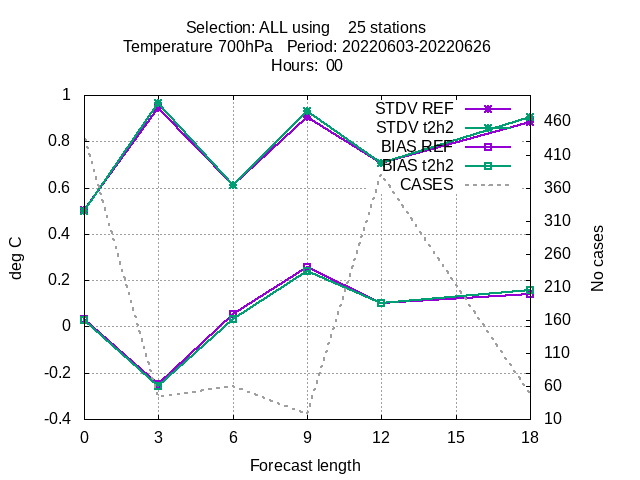 Selection: ALL using 25 stations
Temperature 700hPa Period: 20220603-20220626
Hours: 00
STDV REF
STDV t2h2
BIAS REF
BIAS t2h2
CASES
deg C
1
0.8
0.6
0.4
0.2
0
-0.2
-0.4
460
410
360
310
260
210
160
110
60
10
No cases
0 3 6 9 12 15 18
Forecast length